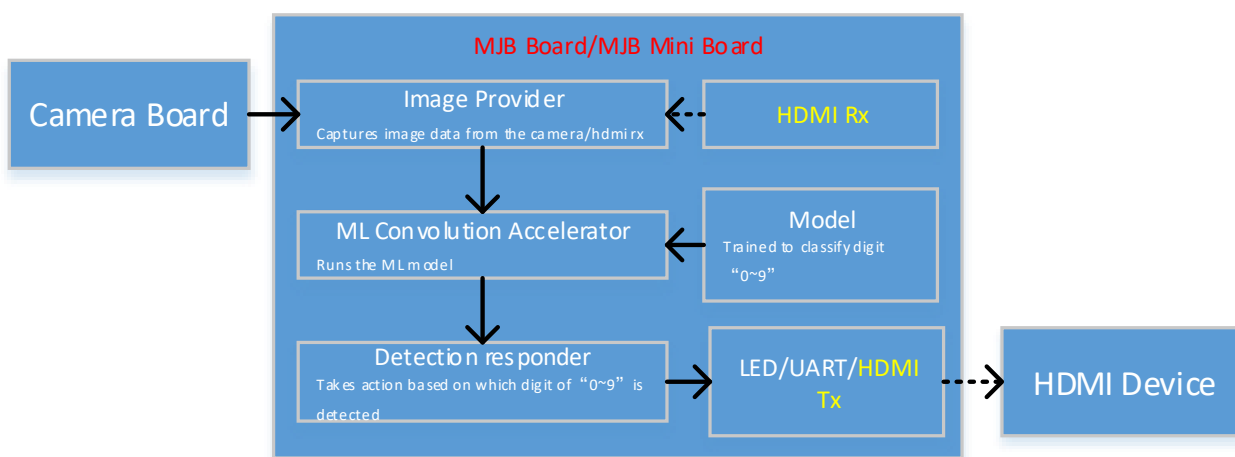 MJB Board/MJB Mini Board
Camera Board
Image Provider
Captures image data from the camera/hdmi rx
HDMI Rx
ML Convolution Accelerator
Runs the ML model
Model
Trained to classify digit
“0~9”
Detection responder
Takes action based on which digit of “0~9” is
detected
LED/UART/HDMI
Tx
HDMI Device